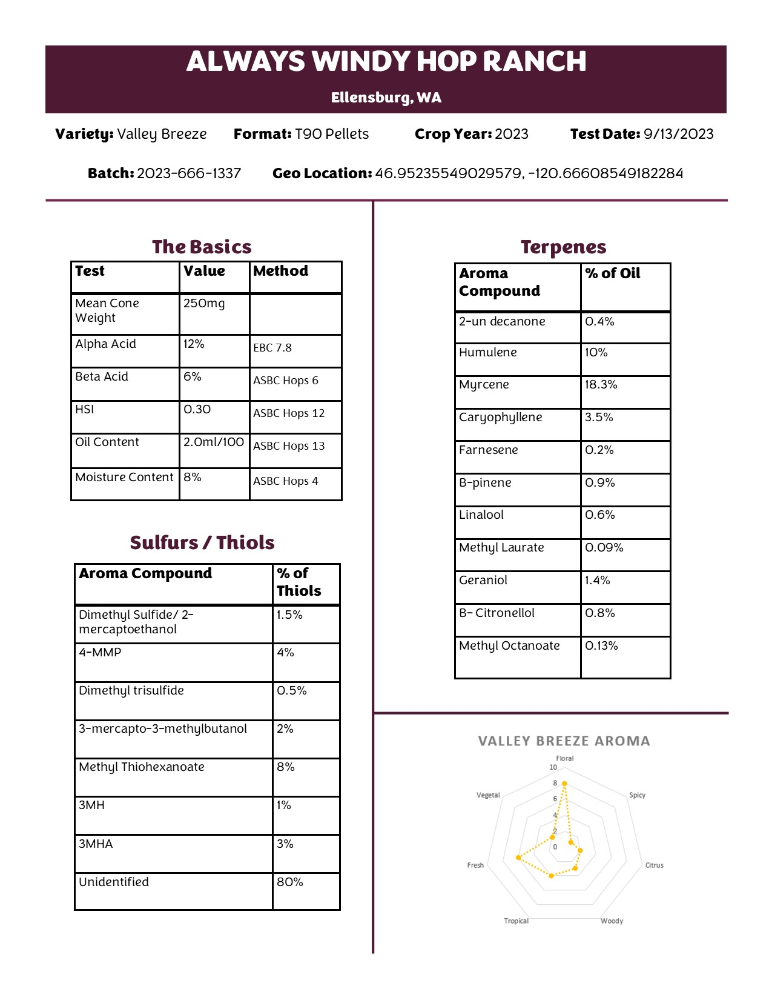 ALWAYS WINDY HOP RANCH
Ellensburg, WA
Variety: Valley Breeze Format: T90 Pellets Crop Year: 2023 Test Date: 9/13/2023
Batch: 2023-666-1337 Geo Location: 46.95235549029579, -120.66608549182284
The Basics
Test Value Method
Mean Cone 250mg
Weight
Alpha Acid 12% EBC 7.8
Beta Acid 6% ASBC Hops 6
HSI 0.30 ASBC Hops 12
Oil Content 2.0ml/100 ASBC Hops 13
Moisture Content 8% ASBC Hops 4
Sulfurs / Thiols
Aroma Compound % of
Thiols
Dimethyl Sulfide/ 2- 1.5%
mercaptoethanol
4-MMP 4%
Dimethyl trisulfide 0.5%
3-mercapto-3-methylbutanol 2%
Methyl Thiohexanoate 8%
3MH 1%
3MHA 3%
Unidentified 80%
Terpenes
Aroma % of Oil
Compound
2-un decanone 0.4%
Humulene 10%
Myrcene 18.3%
Caryophyllene 3.5%
Farnesene 0.2%
B-pinene 0.9%
Linalool 0.6%
Methyl Laurate 0.09%
Geraniol 1.4%
B- Citronellol 0.8%
Methyl Octanoate 0.13%
VALLEY BREEZE AROMA
Floral
10
8
Vegetal Spicy
6
4
2
0
Fresh Citrus
Tropical Woody